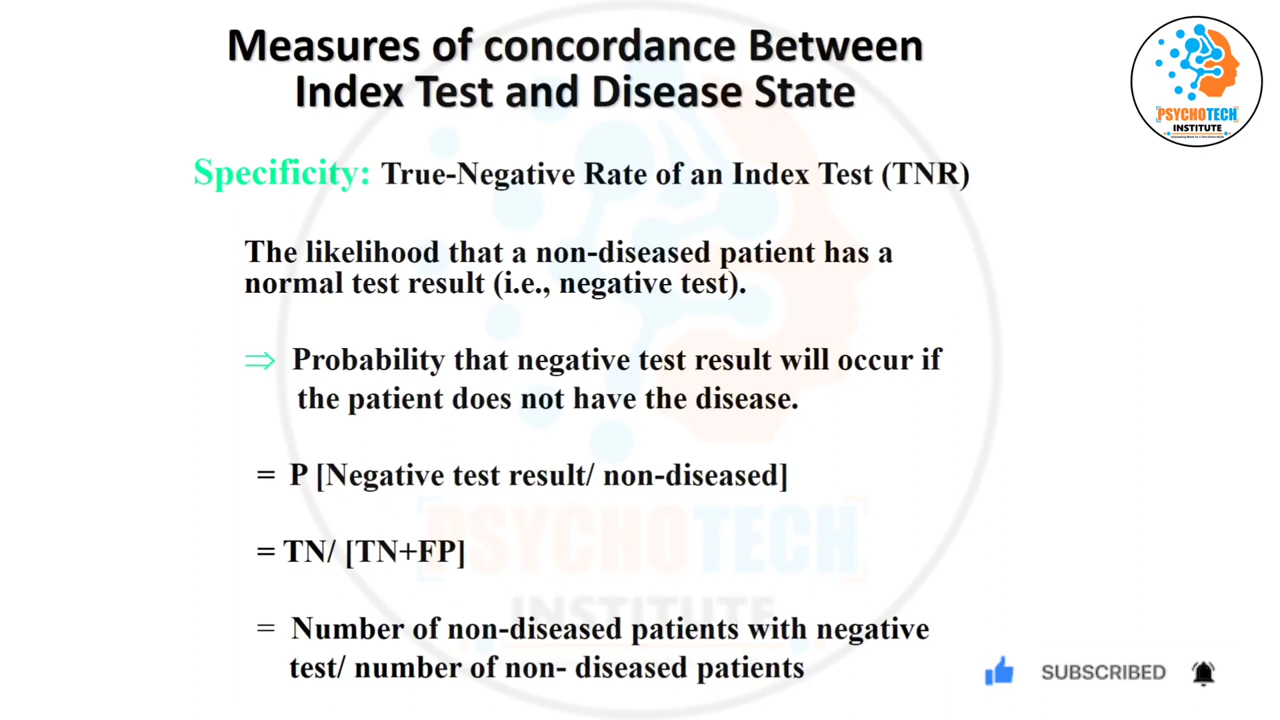 Measures of concordance Between
Index Test and Disease State
PSYCHOTECH
INSTITUTE
Specificity: True-Negative Rate of an Index Test (TNR)
The likelihood that a non-diseased patient has a
normal test result (i.e., negative test).
⇒ Probability that negative test result will occur if
the patient does not have the disease.
= P [Negative test result/ non-diseased]
= TN/ [TN+FP]
= Number of non-diseased patients with negative
test/ number of non- diseased patients
PSYCHOTECH
INSTITUTE
SUBSCRIBED